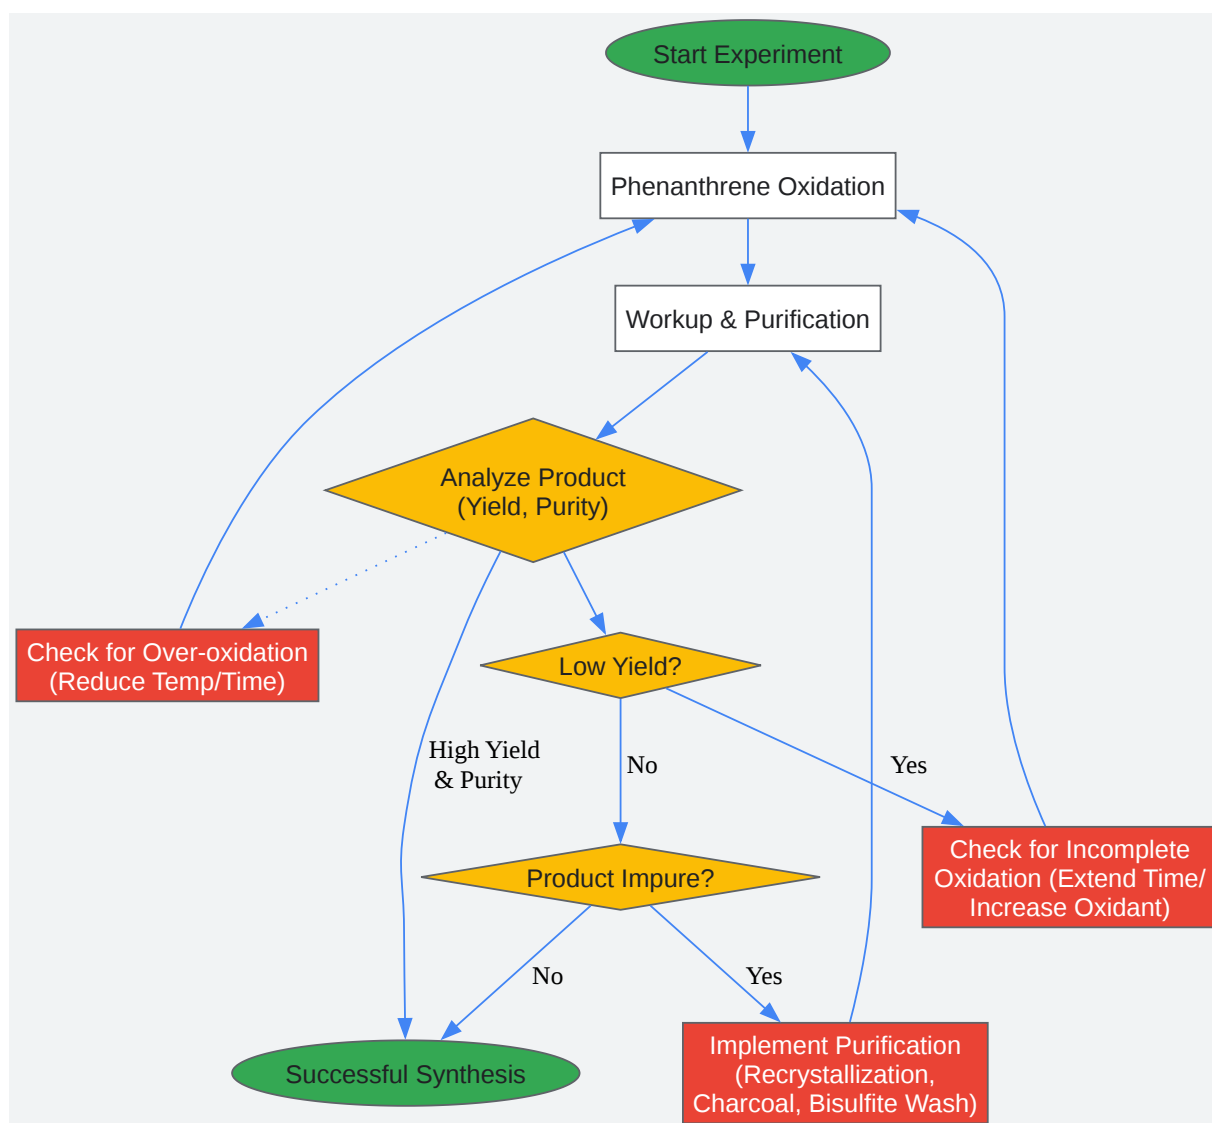 Start Experiment
Phenanthrene Oxidation
Workup & Purification
Analyze Product
(Yield, Purity)
Check for Over-oxidation
(Reduce Temp/Time)
Low Yield?
High Yield
& Purity
No
Yes
Check for Incomplete
Oxidation (Extend Time/
Increase Oxidant)
Product Impure?
No
Yes
Successful Synthesis
Implement Purification
(Recrystallization,
Charcoal, Bisulfite Wash)